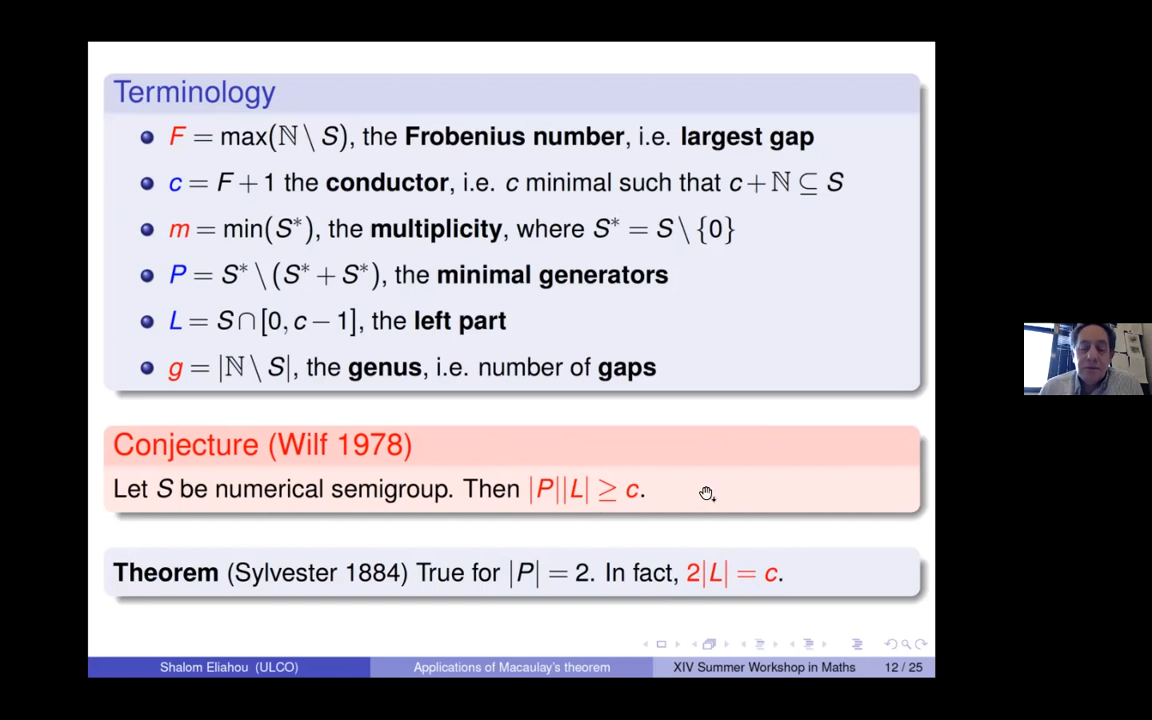 Terminology
F = max(ℕ \ S), the Frobenius number, i.e. largest gap
c = F + 1 the conductor, i.e. c minimal such that c + ℕ ⊆ S
m = min(S*), the multiplicity, where S* = S \ {0}
P = S* \ (S* + S*), the minimal generators
L = S ∩ [0, c − 1], the left part
g = |ℕ \ S|, the genus, i.e. number of gaps
Conjecture (Wilf 1978)
Let S be numerical semigroup. Then |P||L| ≥ c.
Theorem (Sylvester 1884) True for |P| = 2. In fact, 2|L| = c.
Shalom Eliahou (ULCO) Applications of Macaulay's theorem XIV Summer Workshop in Maths 12 / 25